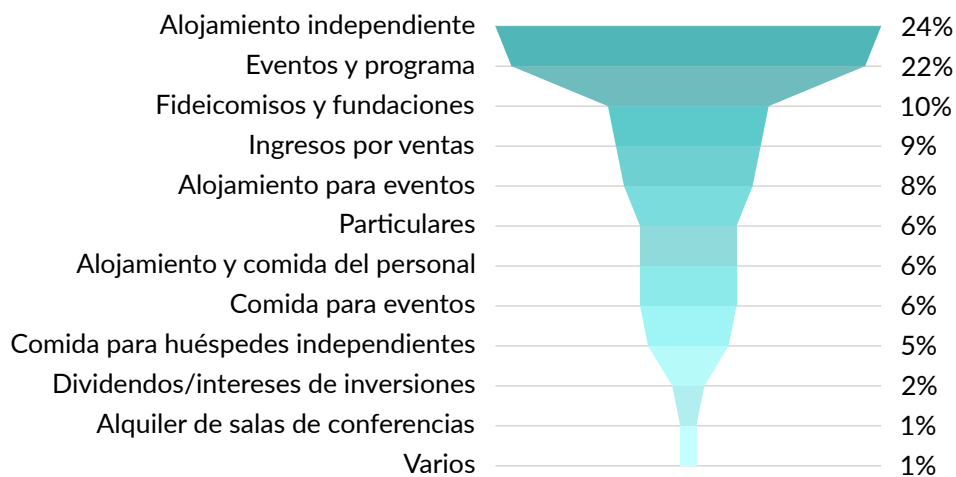 Alojamiento independiente 24%
Eventos y programa 22%
Fideicomisos y fundaciones 10%
Ingresos por ventas 9%
Alojamiento para eventos 8%
Particulares 6%
Alojamiento y comida del personal 6%
Comida para eventos 6%
Comida para huéspedes independientes 5%
Dividendos/intereses de inversiones 2%
Alquiler de salas de conferencias 1%
Varios 1%